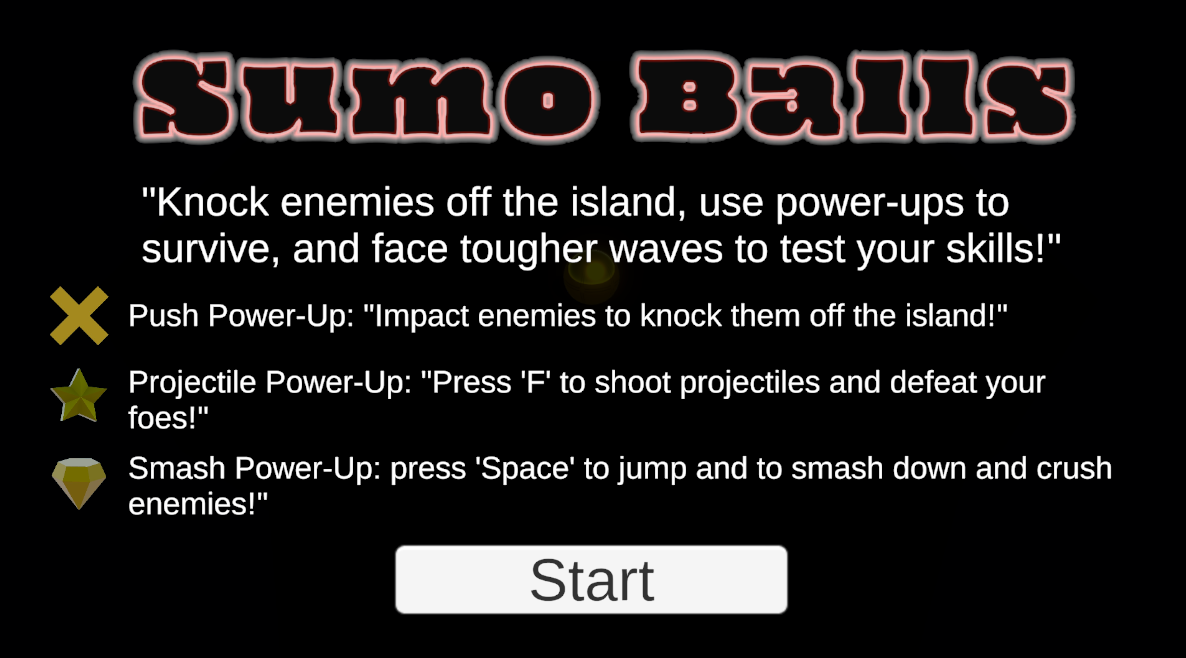 Sumo Balls
"Knock enemies off the island, use power-ups to
survive, and face tougher waves to test your skills!"
Push Power-Up: "Impact enemies to knock them off the island!"
Projectile Power-Up: "Press 'F' to shoot projectiles and defeat your
foes!"
Smash Power-Up: press 'Space' to jump and to smash down and crush
enemies!"
Start